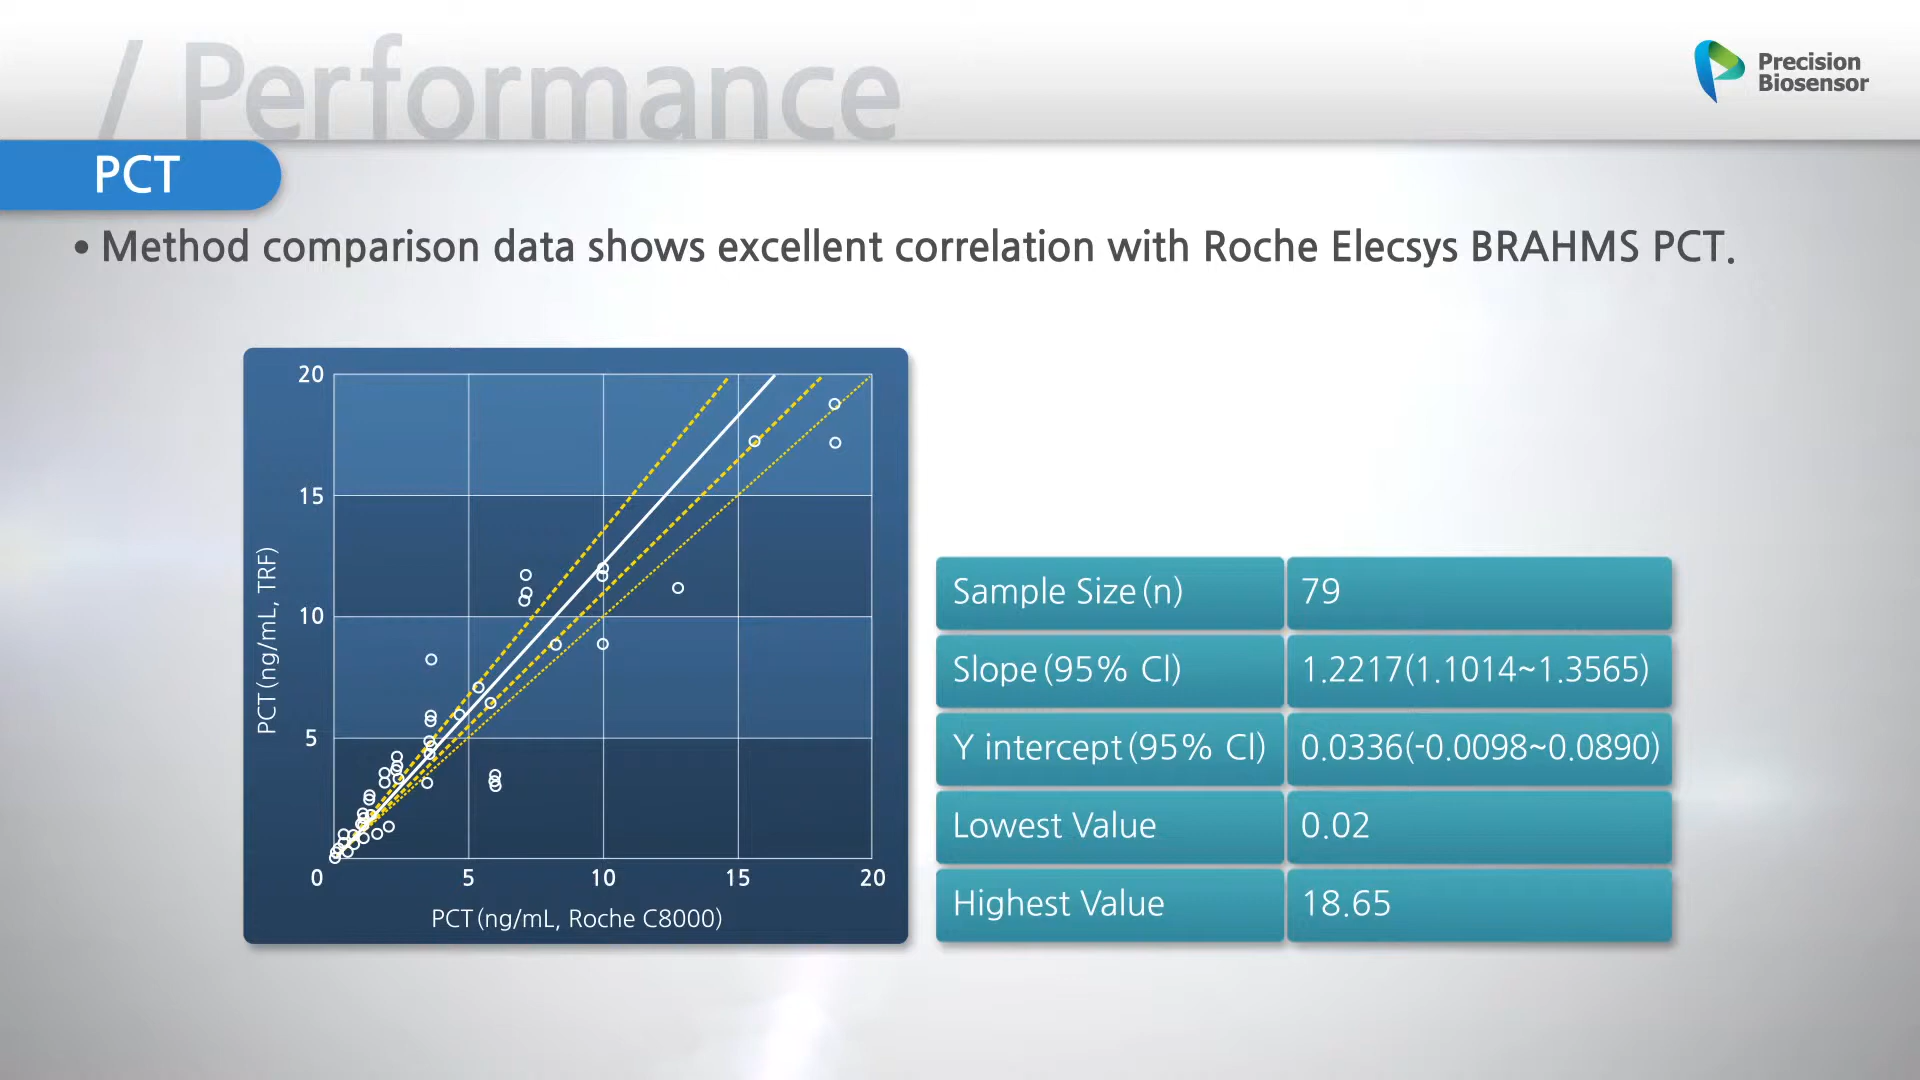 / Performance
Precision
Biosensor
PCT
• Method comparison data shows excellent correlation with Roche Elecsys BRAHMS PCT.
20
15
10
5
0
5
10
15
20
PCT(ng/mL, TRF)
PCT(ng/mL, Roche C8000)
Sample Size(n) 79
Slope(95% Cl) 1.2217(1.1014~1.3565)
Y intercept(95% Cl) 0.0336(-0.0098~0.0890)
Lowest Value 0.02
Highest Value 18.65